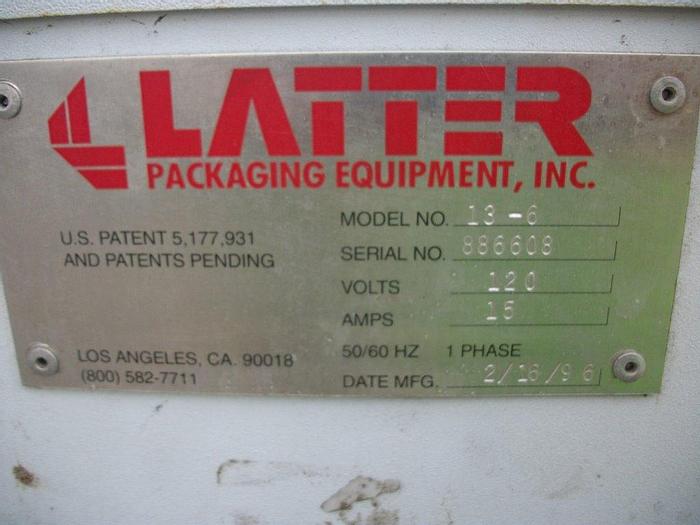 LATTER
PACKAGING EQUIPMENT, INC.
U.S. PATENT 5,177,931
AND PATENTS PENDING
MODEL NO. 13-6
SERIAL NO. 886608
VOLTS 120
AMPS 15
50/60 HZ 1 PHASE
DATE MFG. 2/16/96
LOS ANGELES, CA. 90018
(800) 582-7711